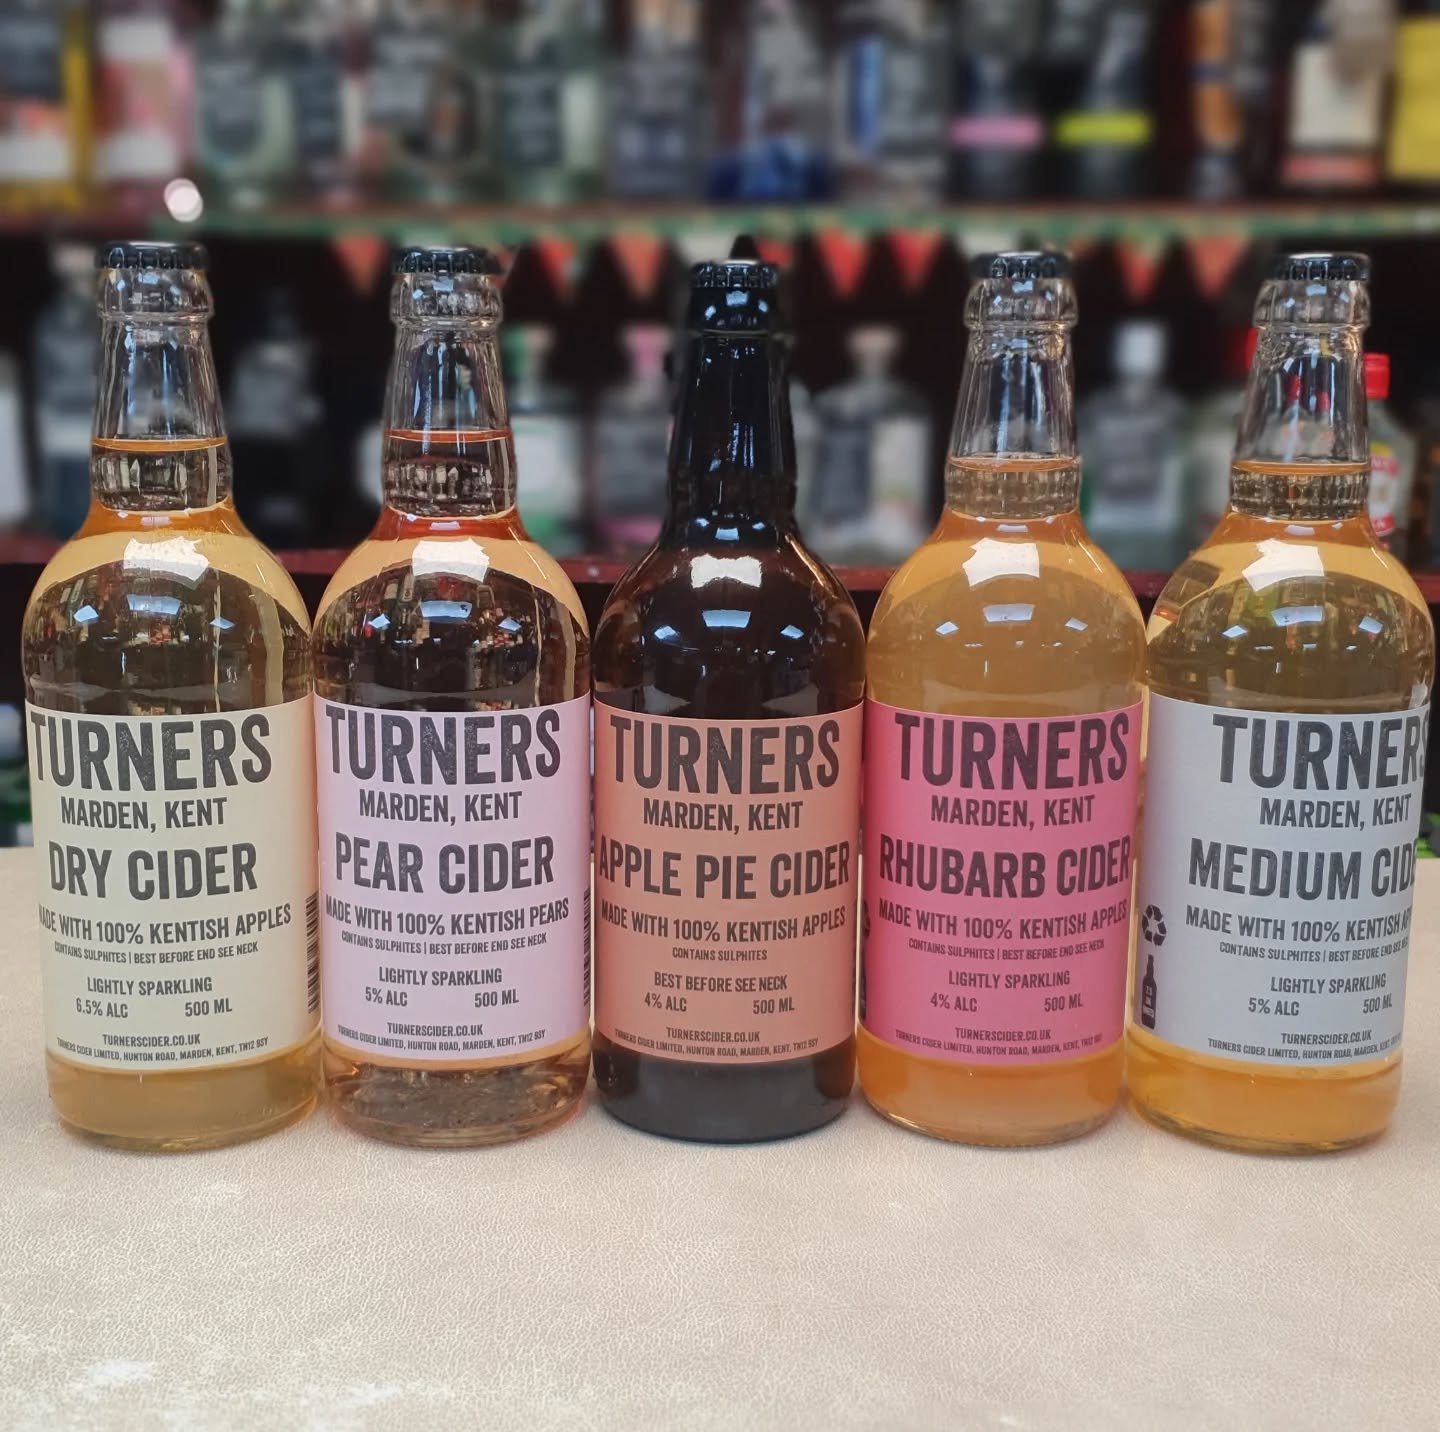 TURNERS
MARDEN, KENT
DRY CIDER
MADE WITH 100% KENTISH APPLES
CONTAINS SULPHITES | BEST BEFORE END SEE NECK
LIGHTLY SPARKLING
6.5% ALC 500 ML
TURNERSCIDER.CO.UK
TURNERS CIDER LIMITED, HUNTON ROAD, MARDEN, KENT, TN12 9SY
TURNERS
MARDEN, KENT
PEAR CIDER
MADE WITH 100% KENTISH PEARS
CONTAINS SULPHITES | BEST BEFORE END SEE NECK
LIGHTLY SPARKLING
5% ALC 500 ML
TURNERSCIDER.CO.UK
TURNERS CIDER LIMITED, HUNTON ROAD, MARDEN, KENT, TN12 9SY
TURNERS
MARDEN, KENT
APPLE PIE CIDER
MADE WITH 100% KENTISH APPLES
CONTAINS SULPHITES
BEST BEFORE SEE NECK
4% ALC 500 ML
TURNERSCIDER.CO.UK
TURNERS CIDER LIMITED, HUNTON ROAD, MARDEN, KENT, TN12 9SY
TURNERS
MARDEN, KENT
RHUBARB CIDER
MADE WITH 100% KENTISH APPLES
CONTAINS SULPHITES | BEST BEFORE END SEE NECK
LIGHTLY SPARKLING
4% ALC 500 ML
TURNERSCIDER.CO.UK
TURNERS CIDER LIMITED, HUNTON ROAD, MARDEN, KENT, TN12 9SY
TURNERS
MARDEN, KENT
MEDIUM CIDE
MADE WITH 100% KENTISH AP
CONTAINS SULPHITES | BEST BEFORE END SEE NECK
LIGHTLY SPARKLING
5% ALC 500 ML
TURNERSCIDER.CO.UK
TURNERS CIDER LIMITED, HUNTON ROAD, MARDEN, KENT,